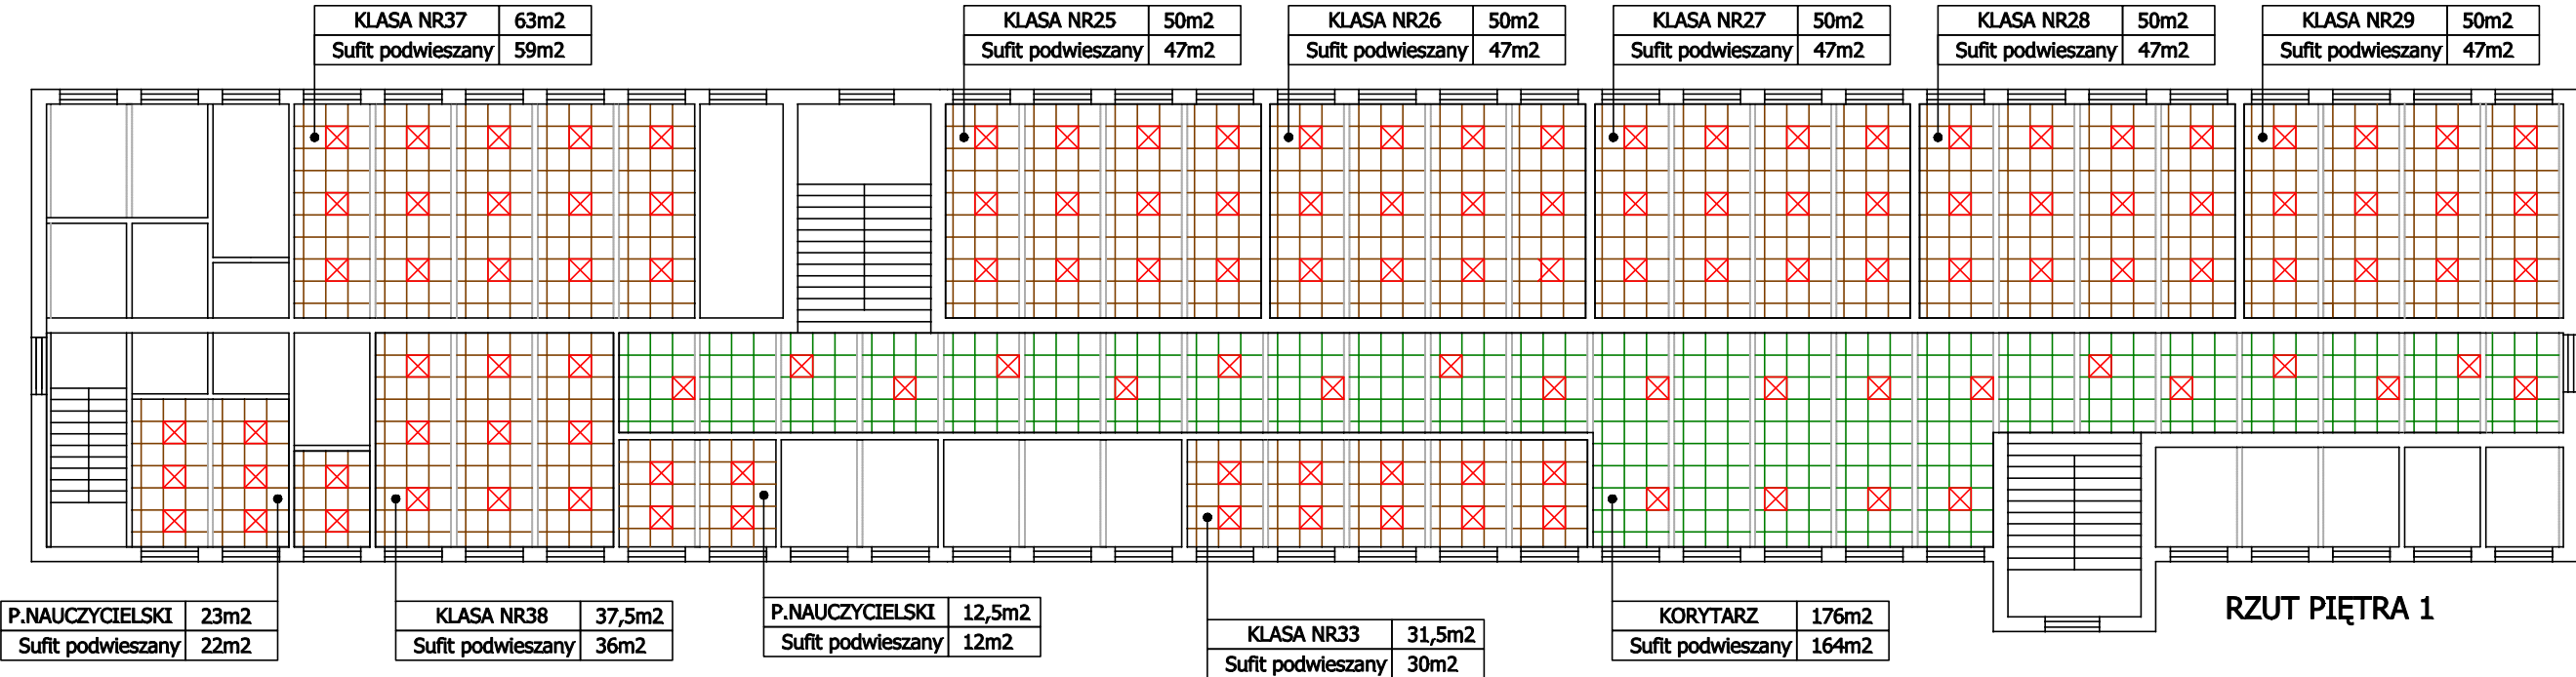 KLASA NR37 63m2
Sufit podwieszany 59m2
KLASA NR25 50m2
Sufit podwieszany 47m2
KLASA NR26 50m2
Sufit podwieszany 47m2
KLASA NR27 50m2
Sufit podwieszany 47m2
KLASA NR28 50m2
Sufit podwieszany 47m2
KLASA NR29 50m2
Sufit podwieszany 47m2
P.NAUCZYCIELSKI 23m2
Sufit podwieszany 22m2
KLASA NR38 37,5m2
Sufit podwieszany 36m2
P.NAUCZYCIELSKI 12,5m2
Sufit podwieszany 12m2
KLASA NR33 31,5m2
Sufit podwieszany 30m2
KORYTARZ 176m2
Sufit podwieszany 164m2
RZUT PIĘTRA 1